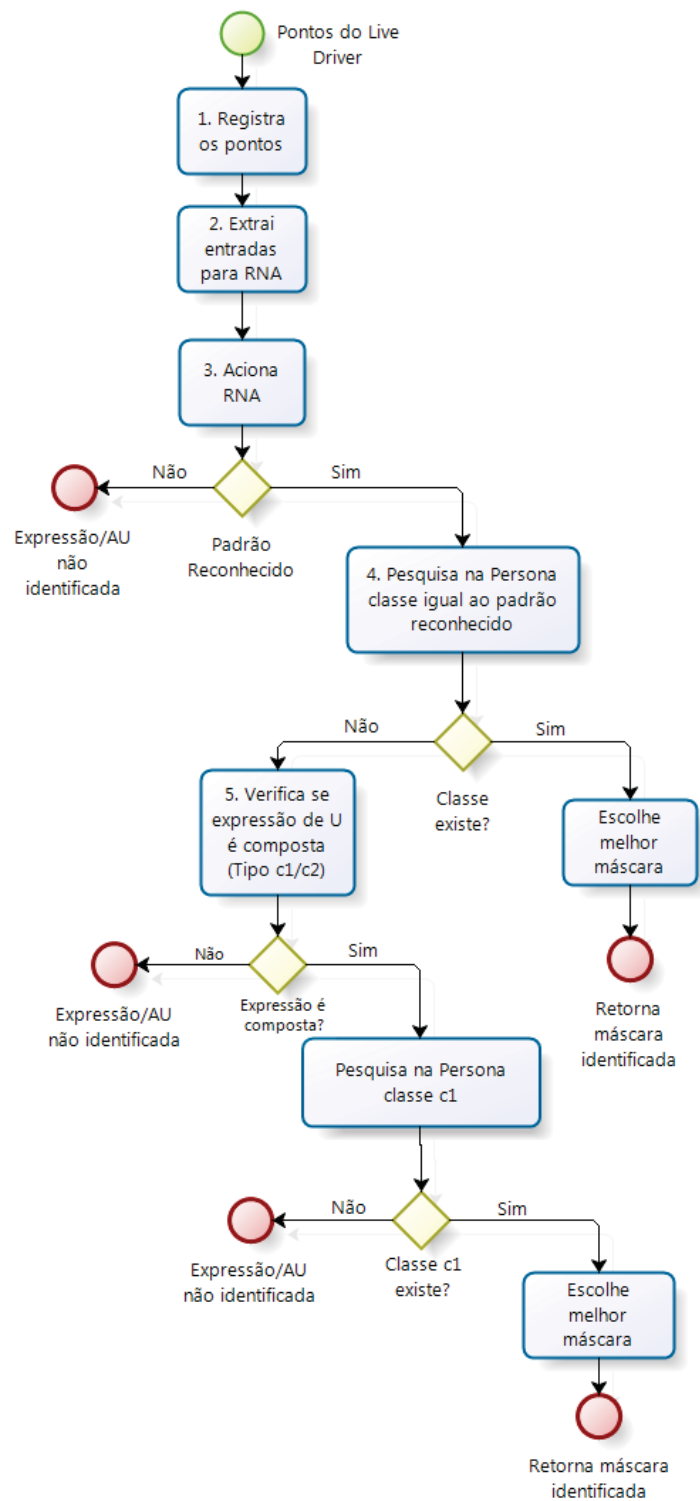 Pontos do Live
Driver
1. Registra
os pontos
2. Extrai
entradas
para RNA
3. Aciona
RNA
Não
Sim
Expressão/AU
não
identificada
Padrão
Reconhecido
4. Pesquisa na Persona
classe igual ao padrão
reconhecido
Não
Sim
Classe
existe?
5. Verifica se
expressão de U
é composta
(Tipo c1/c2)
Escolhe
melhor
máscara
Não
Sim
Expressão/AU
não identificada
Expressão é
composta?
Retorna
máscara
identificada
Pesquisa na Persona
classe c1
Não
Sim
Expressão/AU
não identificada
Classe c1
existe?
Escolhe
melhor
máscara
Retorna máscara
identificada